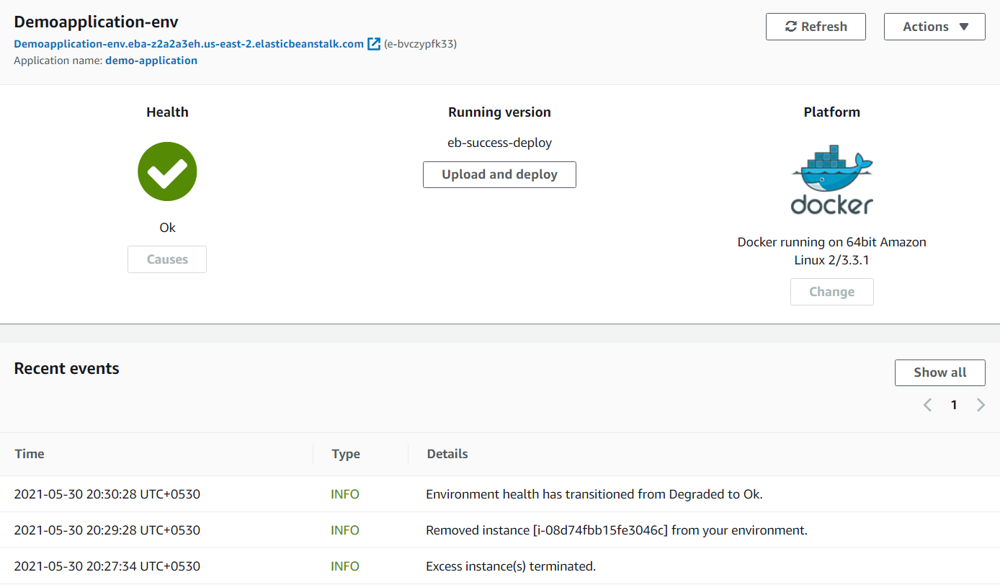 Demoapplication-env
Refresh
Actions
Demoapplication-env.eba-z2a2a3eh.us-east-2.elasticbeanstalk.com (e-bvczypfk33)
Application name: demo-application
Health
Ok
Causes
Running version
eb-success-deploy
Upload and deploy
Platform
docker
Docker running on 64bit Amazon
Linux 2/3.3.1
Change
Recent events
Show all
1
Time Type Details
2021-05-30 20:30:28 UTC+0530 INFO Environment health has transitioned from Degraded to Ok.
2021-05-30 20:29:28 UTC+0530 INFO Removed instance [i-08d74fbb15fe3046c] from your environment.
2021-05-30 20:27:34 UTC+0530 INFO Excess instance(s) terminated.